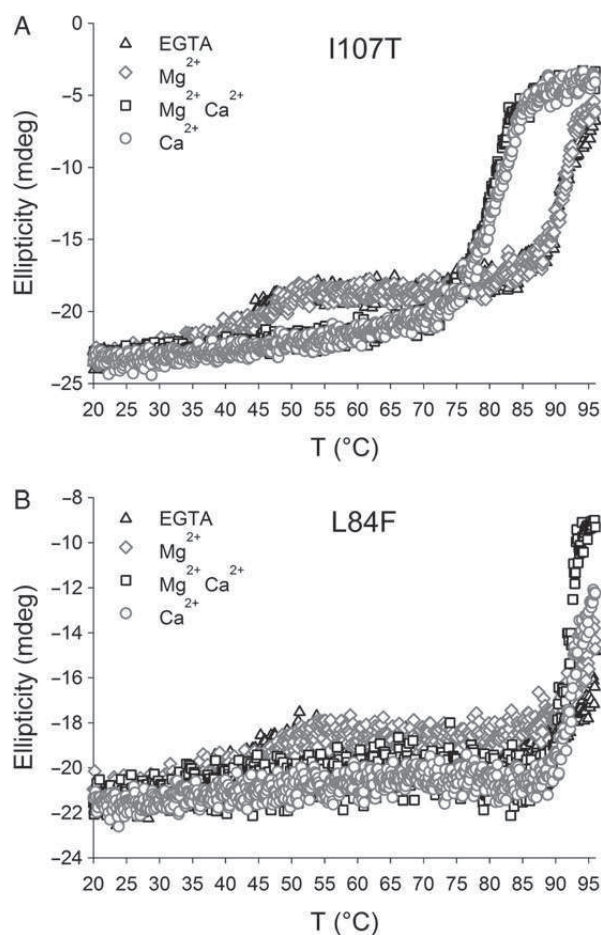 A
I107T
EGTA
Mg2+
Mg2+ Ca2+
Ca2+
0
−5
−10
−15
−20
−25
Ellipticity (mdeg)
20 25 30 35 40 45 50 55 60 65 70 75 80 85 90 95
T (°C)
B
L84F
EGTA
Mg2+
Mg2+ Ca2+
Ca2+
−8
−10
−12
−14
−16
−18
−20
−22
−24
Ellipticity (mdeg)
20 25 30 35 40 45 50 55 60 65 70 75 80 85 90 95
T (°C)